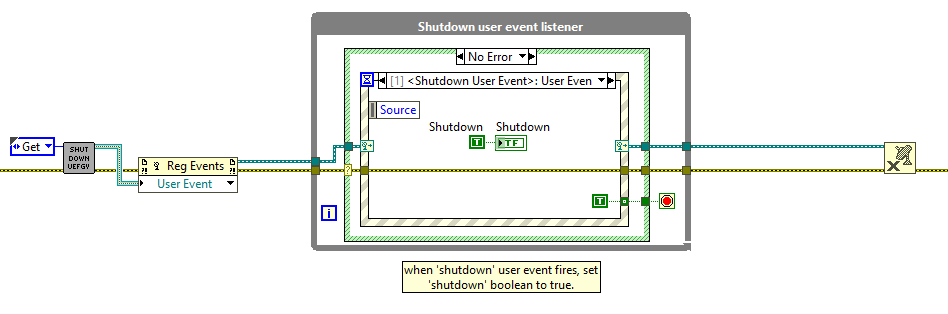 Shutdown user event listener
No Error
[1] <Shutdown User Event>: User Even
Source
Shutdown Shutdown
T TF
Get
SHUT
DOWN
UEFGV
Reg Events
User Event
T
i
when 'shutdown' user event fires, set
'shutdown' boolean to true.